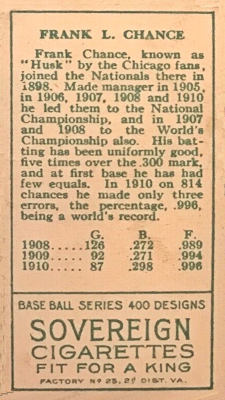 FRANK L. CHANCE
Frank Chance, known as
"Husk" by the Chicago fans,
joined the Nationals there in
1898. Made manager in 1905,
in 1906, 1907, 1908 and 1910
he led them to the National
Championship, and in 1907
and 1908 to the World's
Championship also. His bat-
ting has been uniformly good,
five times over the .300 mark,
and at first base he has had
few equals. In 1910 on 814
chances he made only three
errors, the percentage, .996,
being a world's record.
G. B. F.
1908.....126 .272 .989
1909.....92 .271 .994
1910.....87 .298 .996
BASE BALL SERIES 400 DESIGNS
SOVEREIGN
CIGARETTES
FIT FOR A KING
FACTORY No 25, 2d DIST. VA.